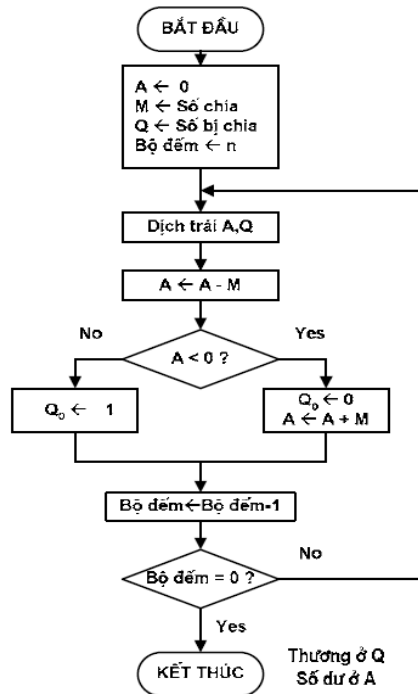 BẮT ĐẦU
A ← 0
M ← Số chia
Q ← Số bị chia
Bộ đếm ← n
Dịch trái A,Q
A ← A - M
No
Yes
A < 0 ?
Q₀ ← 1
Q₀ ← 0
A ← A + M
Bộ đếm←Bộ đếm-1
No
Bộ đếm = 0 ?
Yes
KẾT THÚC
Thương ở Q
Số dư ở A